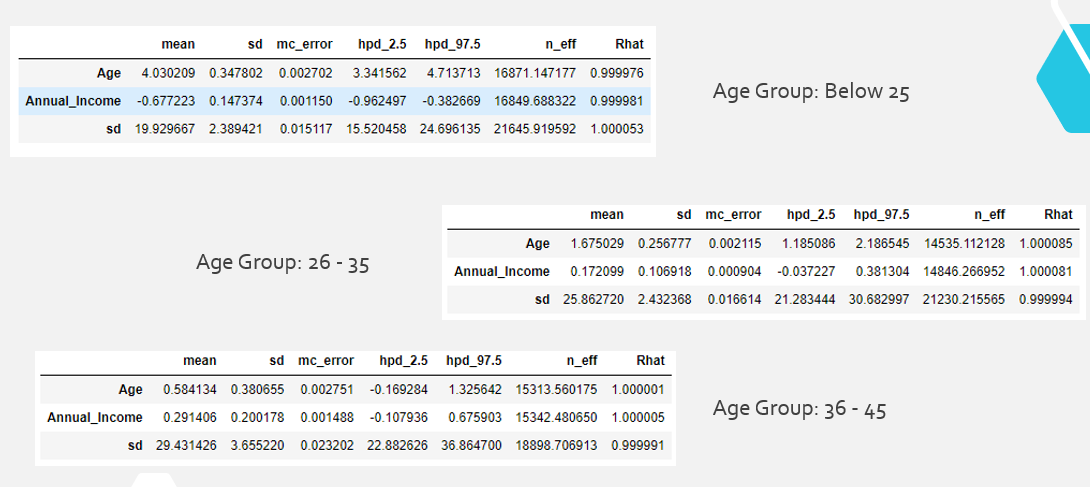 mean sd mc_error hpd_2.5 hpd_97.5 n_eff Rhat
Age 4.030209 0.347802 0.002702 3.341562 4.713713 16871.147177 0.999976
Annual_Income -0.677223 0.147374 0.001150 -0.962497 -0.382669 16849.688322 0.999981
sd 19.929667 2.389421 0.015117 15.520458 24.696135 21645.919592 1.000053
Age Group: Below 25
mean sd mc_error hpd_2.5 hpd_97.5 n_eff Rhat
Age 1.675029 0.256777 0.002115 1.185086 2.186545 14535.112128 1.000085
Annual_Income 0.172099 0.106918 0.000904 -0.037227 0.381304 14846.266952 1.000081
sd 25.862720 2.432368 0.016614 21.283444 30.682997 21230.215565 0.999994
Age Group: 26 - 35
mean sd mc_error hpd_2.5 hpd_97.5 n_eff Rhat
Age 0.584134 0.380655 0.002751 -0.169284 1.325642 15313.560175 1.000001
Annual_Income 0.291406 0.200178 0.001488 -0.107936 0.675903 15342.480650 1.000005
sd 29.431426 3.655220 0.023202 22.882626 36.864700 18898.706913 0.999991
Age Group: 36 - 45